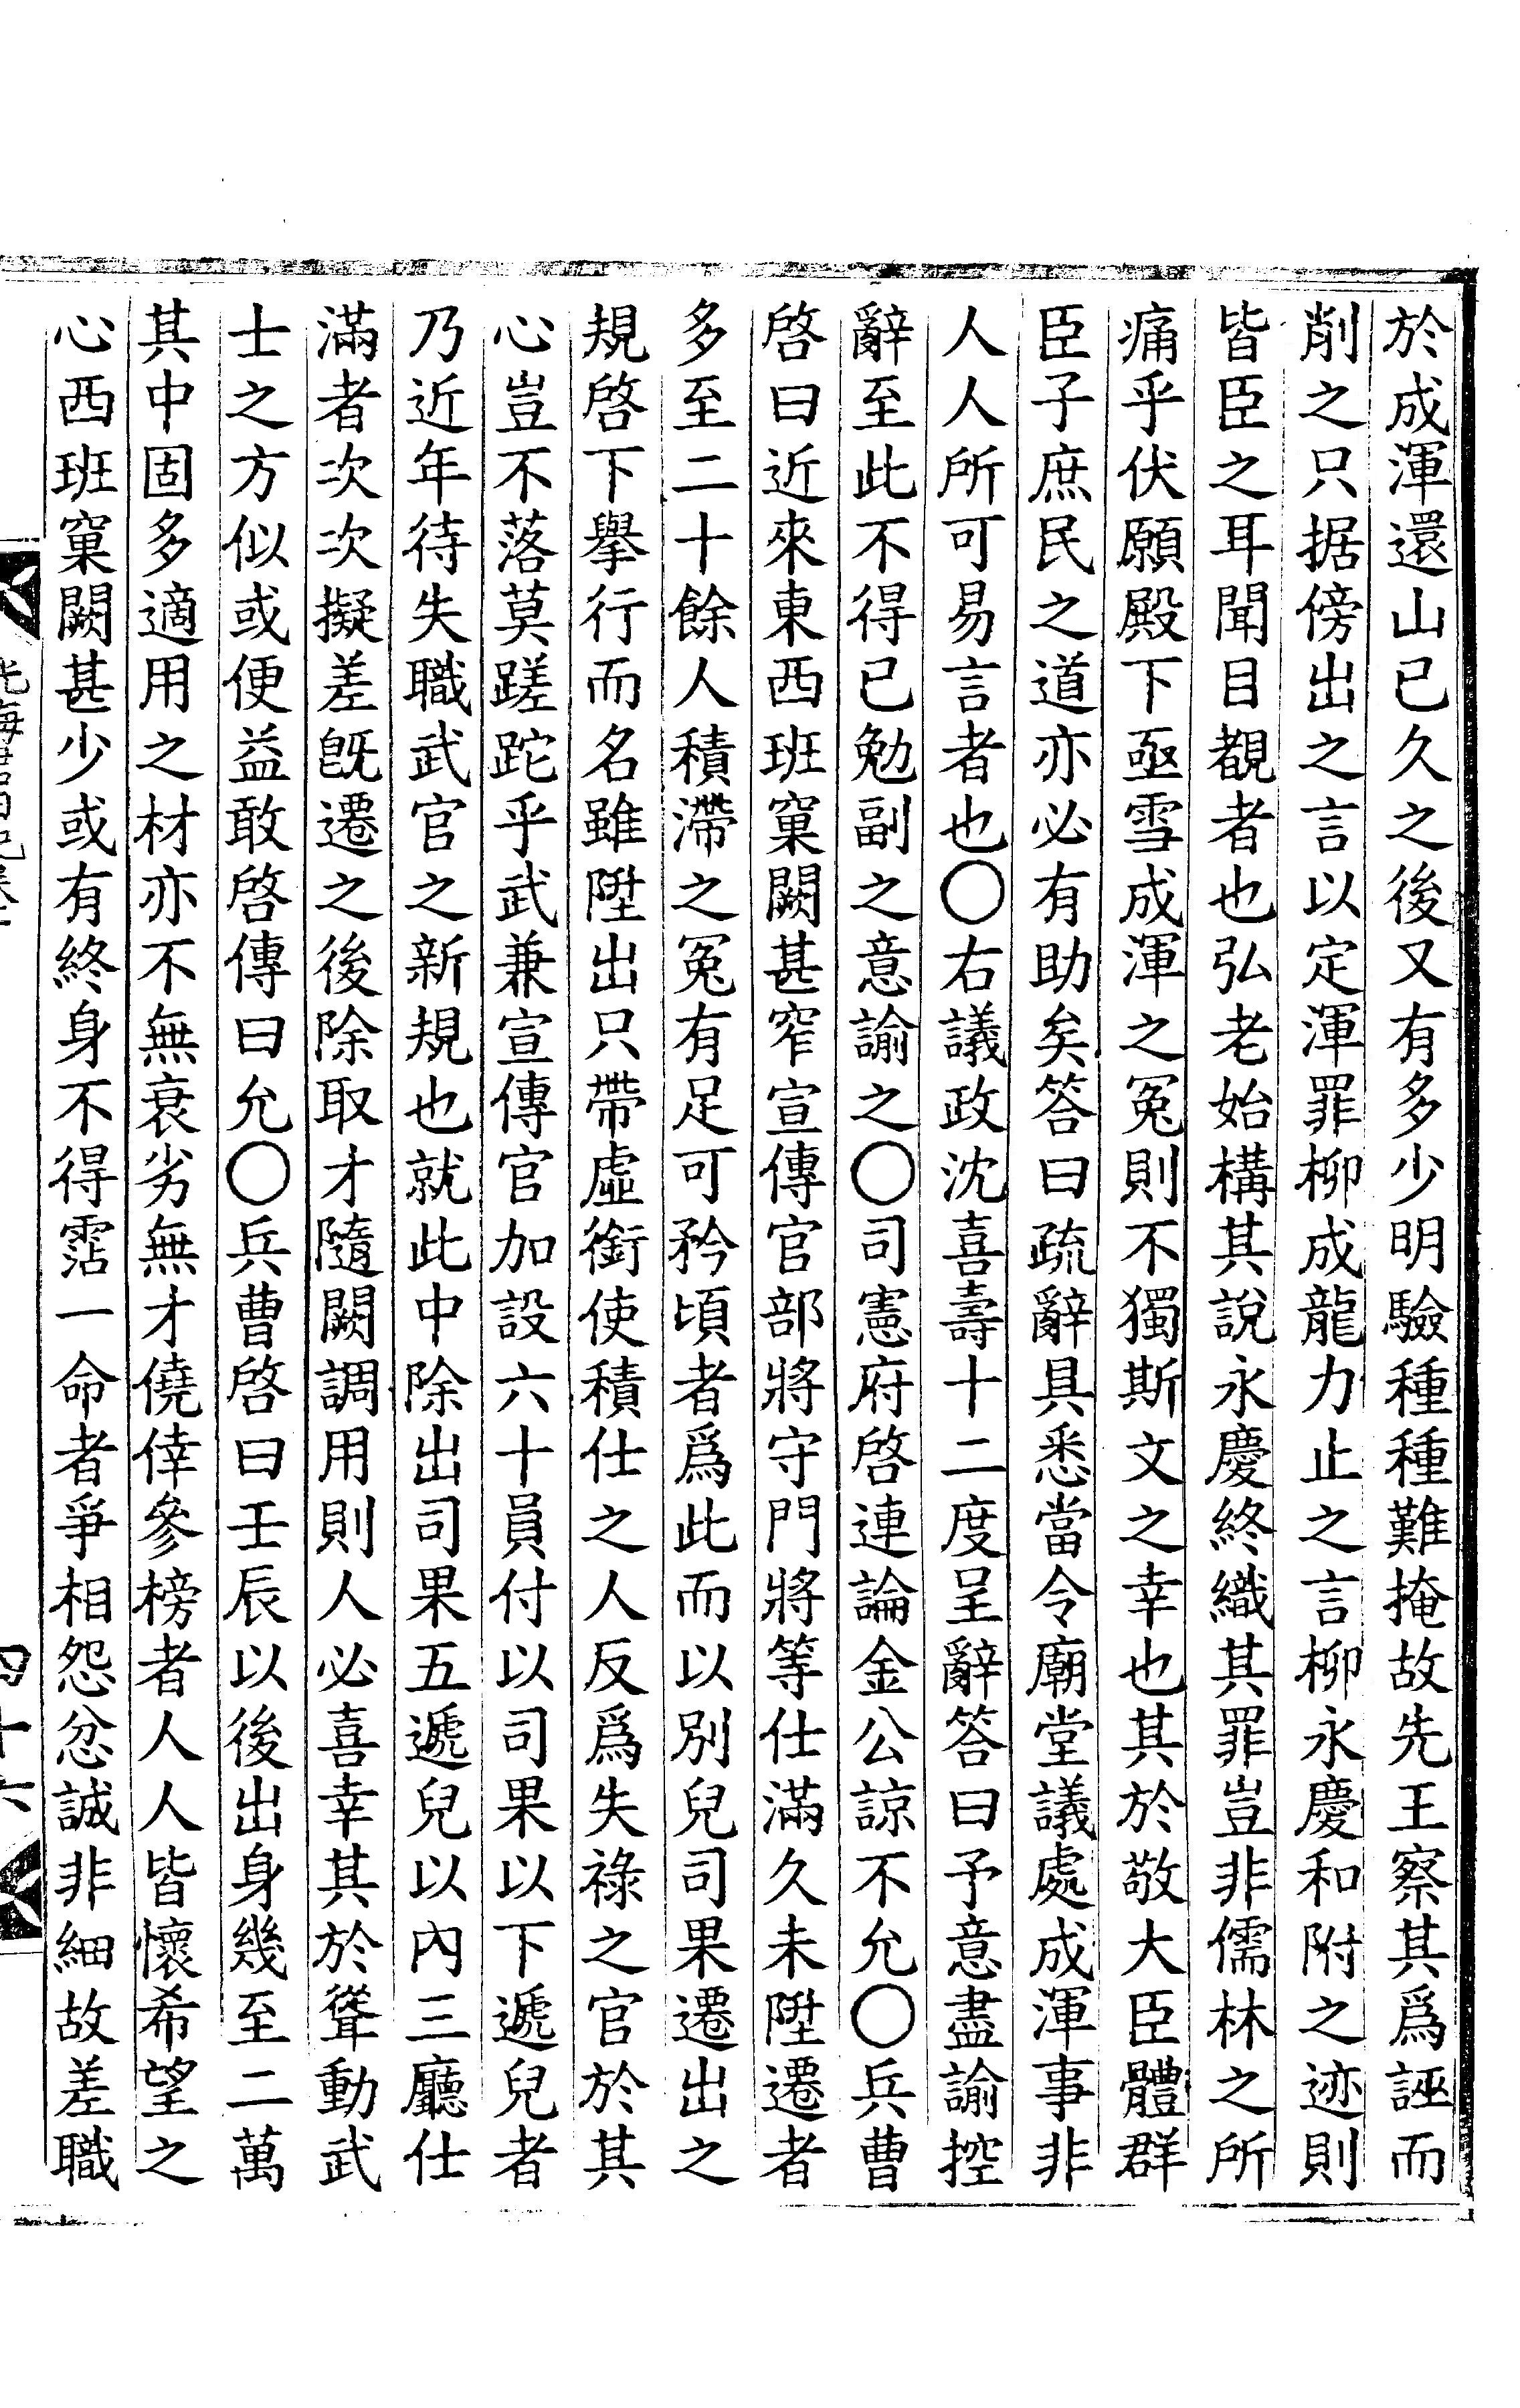 於成渾還山已久之後又有多少明驗種種難掩故先王察其爲誣而
削之只据傍出之言以定渾罪柳成龍力止之言柳永慶和附之迹則
皆臣之耳聞目覩者也弘老始構其說永慶終織其罪豈非儒林之所
痛乎伏願殿下亟雪成渾之冤則不獨斯文之幸也其於敬大臣體群
臣子庶民之道亦必有助矣答曰疏辭具悉當令廟堂議處成渾事非
人人所可易言者也○右議政沈喜壽十二度呈辭答曰予意盡諭控
辭至此不得已勉副之意諭之○司憲府啓連論金公諒不允○兵曹
啓曰近來東西班窠闕甚窄宣傳官部將守門將等仕滿久未陞遷者
多至二十餘人積滯之冤有足可矜頃者爲此而以別兒司果遷出之
規啓下擧行而名雖陞出只帶虛銜使積仕之人反爲失祿之官於其
心豈不落莫蹉跎乎武兼宣傳官加設六十員付以司果以下遞兒者
乃近年待失職武官之新規也就此中除出司果五遞兒以內三廳仕
滿者次次擬差旣遷之後除取才隨闕調用則人必喜幸其於聳動武
士之方似或便益敢啓傳曰允○兵曹啓曰壬辰以後出身幾至二萬
其中固多適用之材亦不無衰劣無才僥倖參榜者人人皆懷希望之
心西班窠闕甚少或有終身不得霑一命者爭相怨忿誠非細故差職
四十六